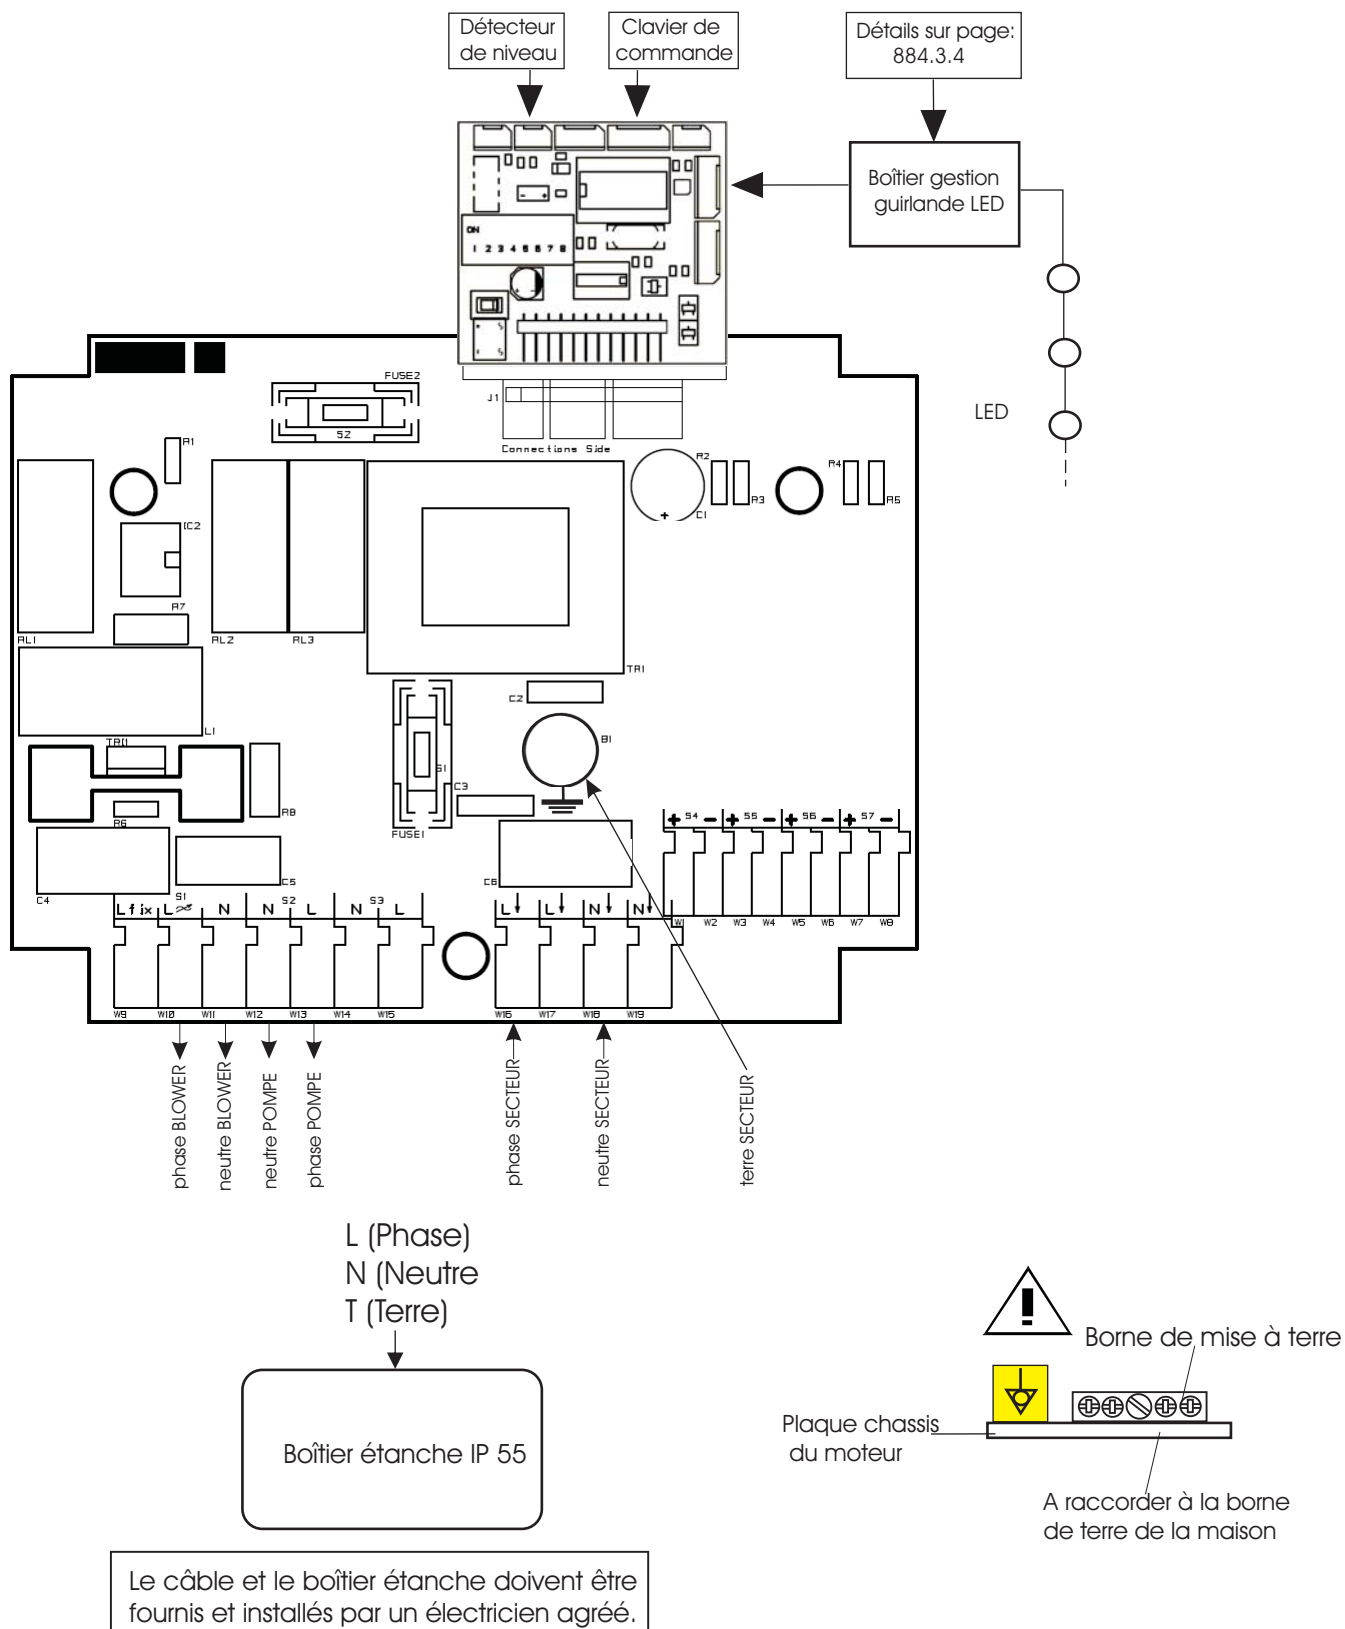 Détecteur
de niveau
Clavier de
commande
Détails sur page:
884.3.4
Boîtier gestion
guirlande LED
LED
ON
1 2 3 4 5 6 7 8
FUSE2
S2
J1
Connections Side
R1
IC2
R7
RL1
RL2
RL3
TR1
R2
R3
C1
+
R4
R5
L1
TRI1
R6
R8
C2
B1
S1
C3
FUSE1
C4
C5
C6
+ S4 - + S5 - + S6 - + S7 -
W1 W2 W3 W4 W5 W6 W7 W8
S1 S2 S3
L fix L N N L N L
L L N N
W9 W10 W11 W12 W13 W14 W15
W16 W17 W18 W19
phase BLOWER
neutre BLOWER
neutre POMPE
phase POMPE
phase SECTEUR
neutre SECTEUR
terre SECTEUR
L (Phase)
N (Neutre
T (Terre)
Boîtier étanche IP 55
Le câble et le boîtier étanche doivent être
fournis et installés par un électricien agréé.
!
Borne de mise à terre
Plaque chassis
du moteur
A raccorder à la borne
de terre de la maison